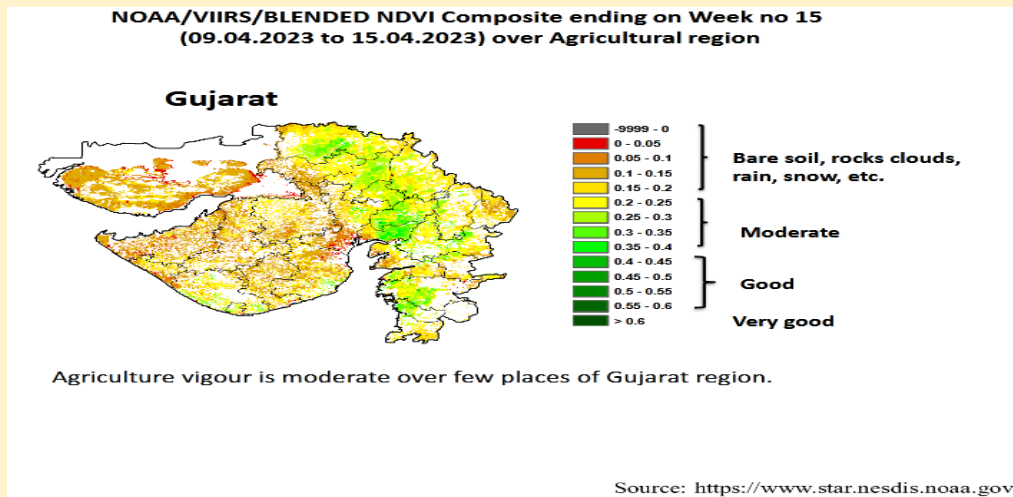 NOAA/VIIRS/BLENDED NDVI Composite ending on Week no 15
(09.04.2023 to 15.04.2023) over Agricultural region
Gujarat
-9999 - 0
0 - 0.05
0.05 - 0.1
0.1 - 0.15
0.15 - 0.2
0.2 - 0.25
0.25 - 0.3
0.3 - 0.35
0.35 - 0.4
0.4 - 0.45
0.45 - 0.5
0.5 - 0.55
0.55 - 0.6
> 0.6
Bare soil, rocks clouds,
rain, snow, etc.
Moderate
Good
Very good
Agriculture vigour is moderate over few places of Gujarat region.
Source: https://www.star.nesdis.noaa.gov